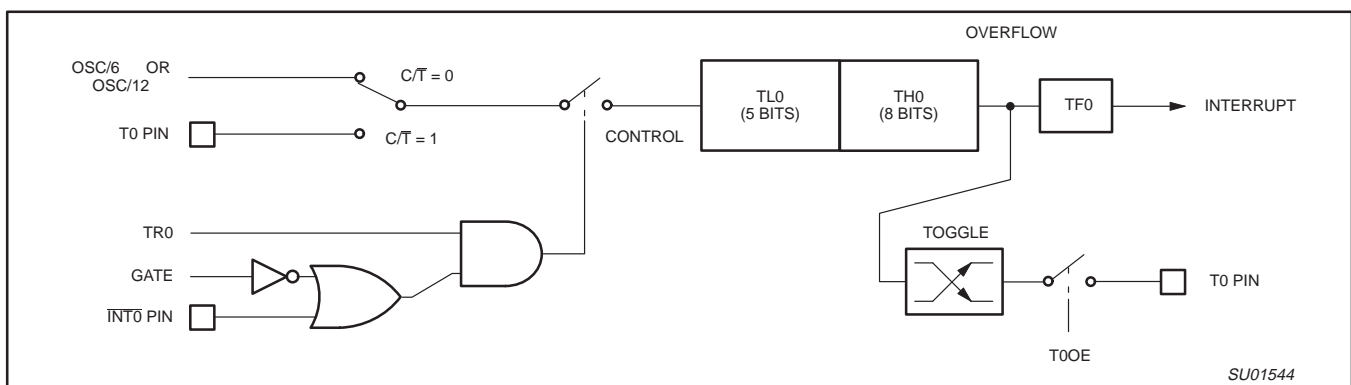 OVERFLOW
OSC/6 OR
OSC/12
C/T̅ = 0
TL0
(5 BITS)
TH0
(8 BITS)
TF0
INTERRUPT
T0 PIN
C/T̅ = 1
CONTROL
TR0
TOGGLE
GATE
T0 PIN
I̅N̅T̅0̅ PIN
T0OE
SU01544